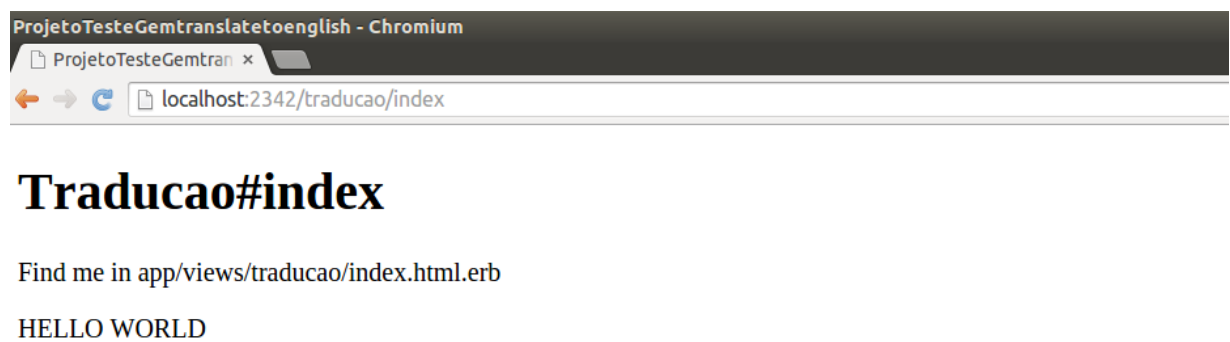 ProjetoTesteGemtranslatetoenglish - Chromium
ProjetoTesteGemtran ×
localhost:2342/traducao/index
Traducao#index
Find me in app/views/traducao/index.html.erb
HELLO WORLD